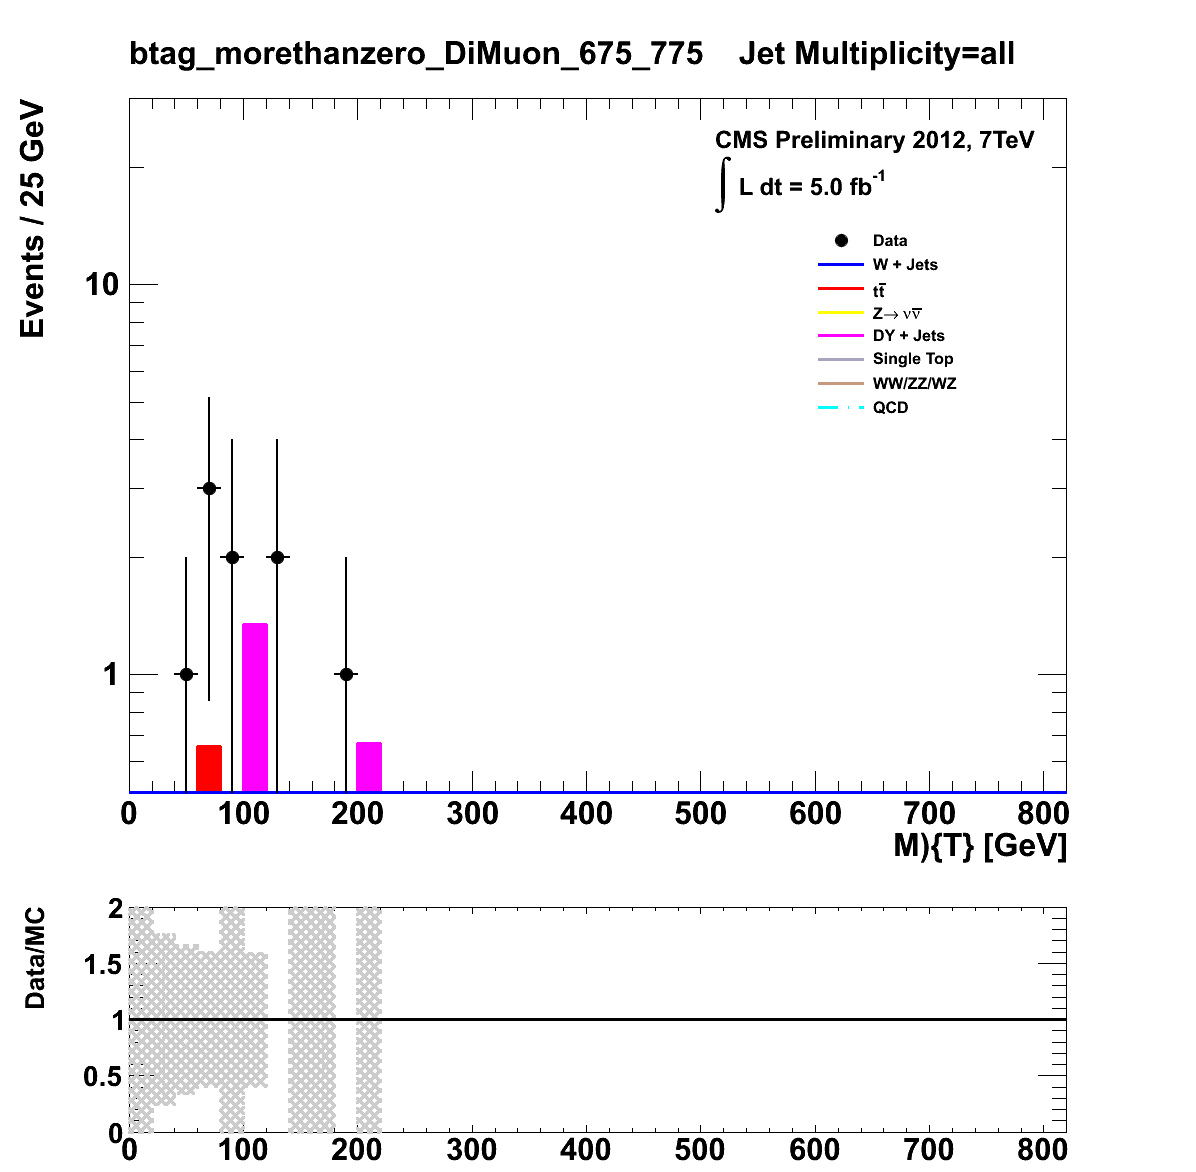 btag_morethanzero_DiMuon_675_775 Jet Multiplicity=all
Events / 25 GeV
CMS Preliminary 2012, 7TeV
∫ L dt = 5.0 fb-1
Data
W + Jets
tt̅
Z→ νν̅
DY + Jets
Single Top
WW/ZZ/WZ
QCD
10
1
0 100 200 300 400 500 600 700 800
M){T} [GeV]
Data/MC
2
1.5
1
0.5
0
0 100 200 300 400 500 600 700 800